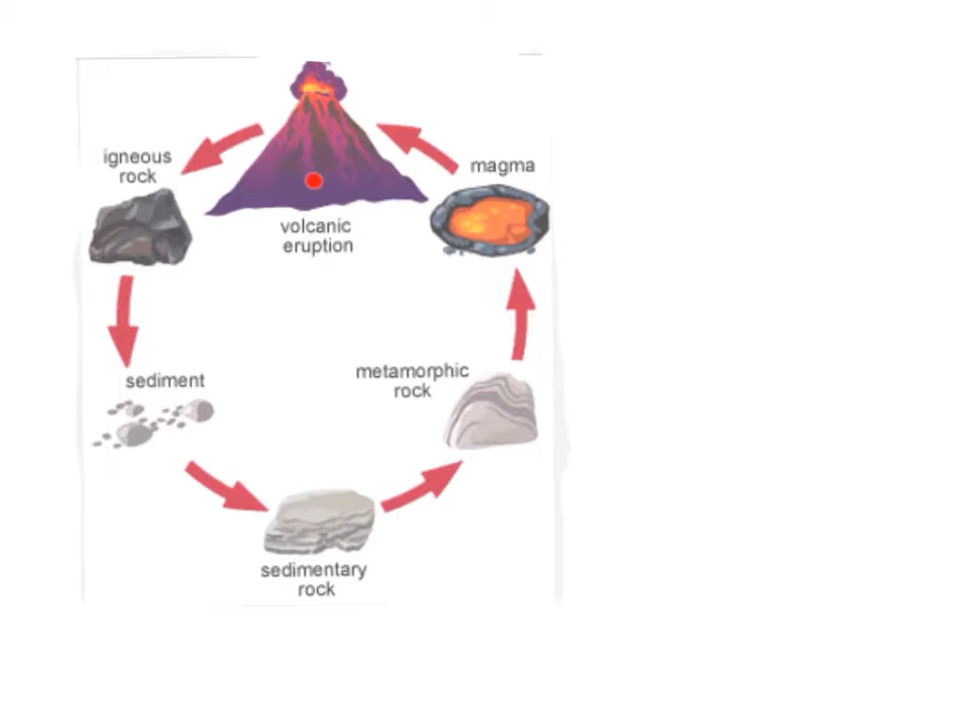 igneous
rock
magma
volcanic
eruption
sediment
metamorphic
rock
sedimentary
rock